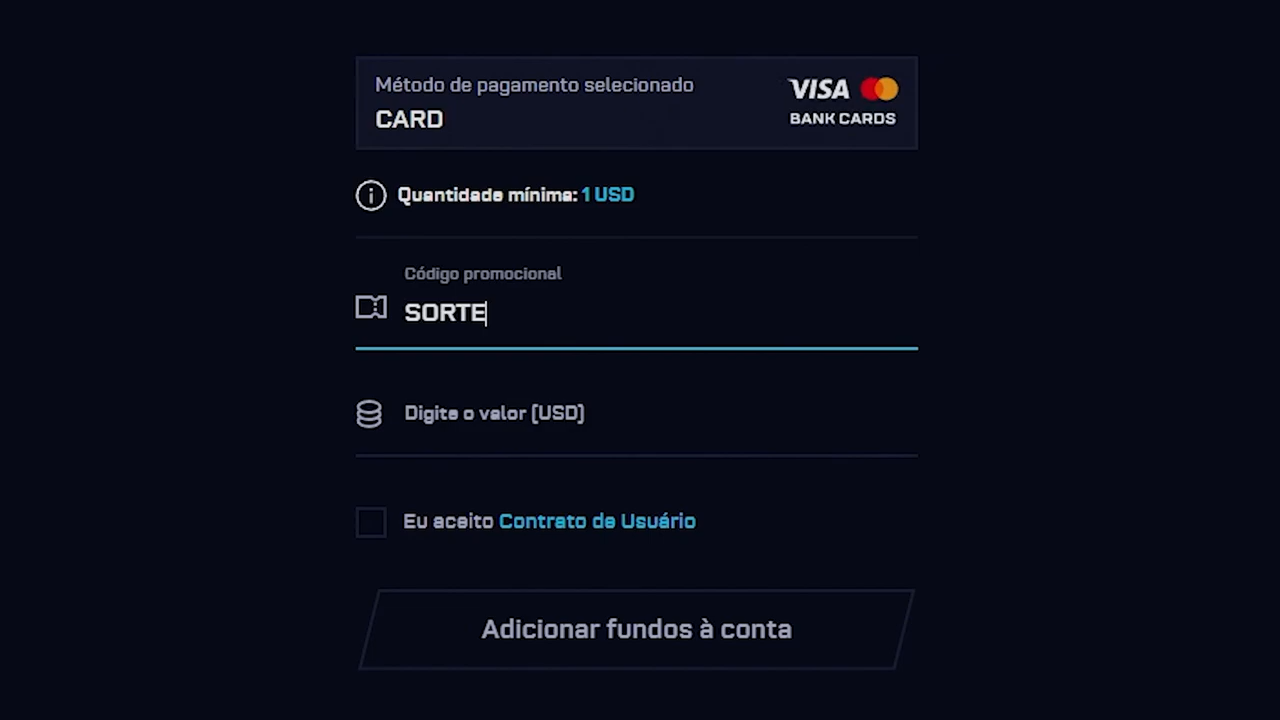 Método de pagamento selecionado
CARD
VISA
BANK CARDS
Quantidade mínima: 1 USD
Código promocional
SORTE
Digite o valor (USD)
Eu aceito Contrato de Usuário
Adicionar fundos à conta